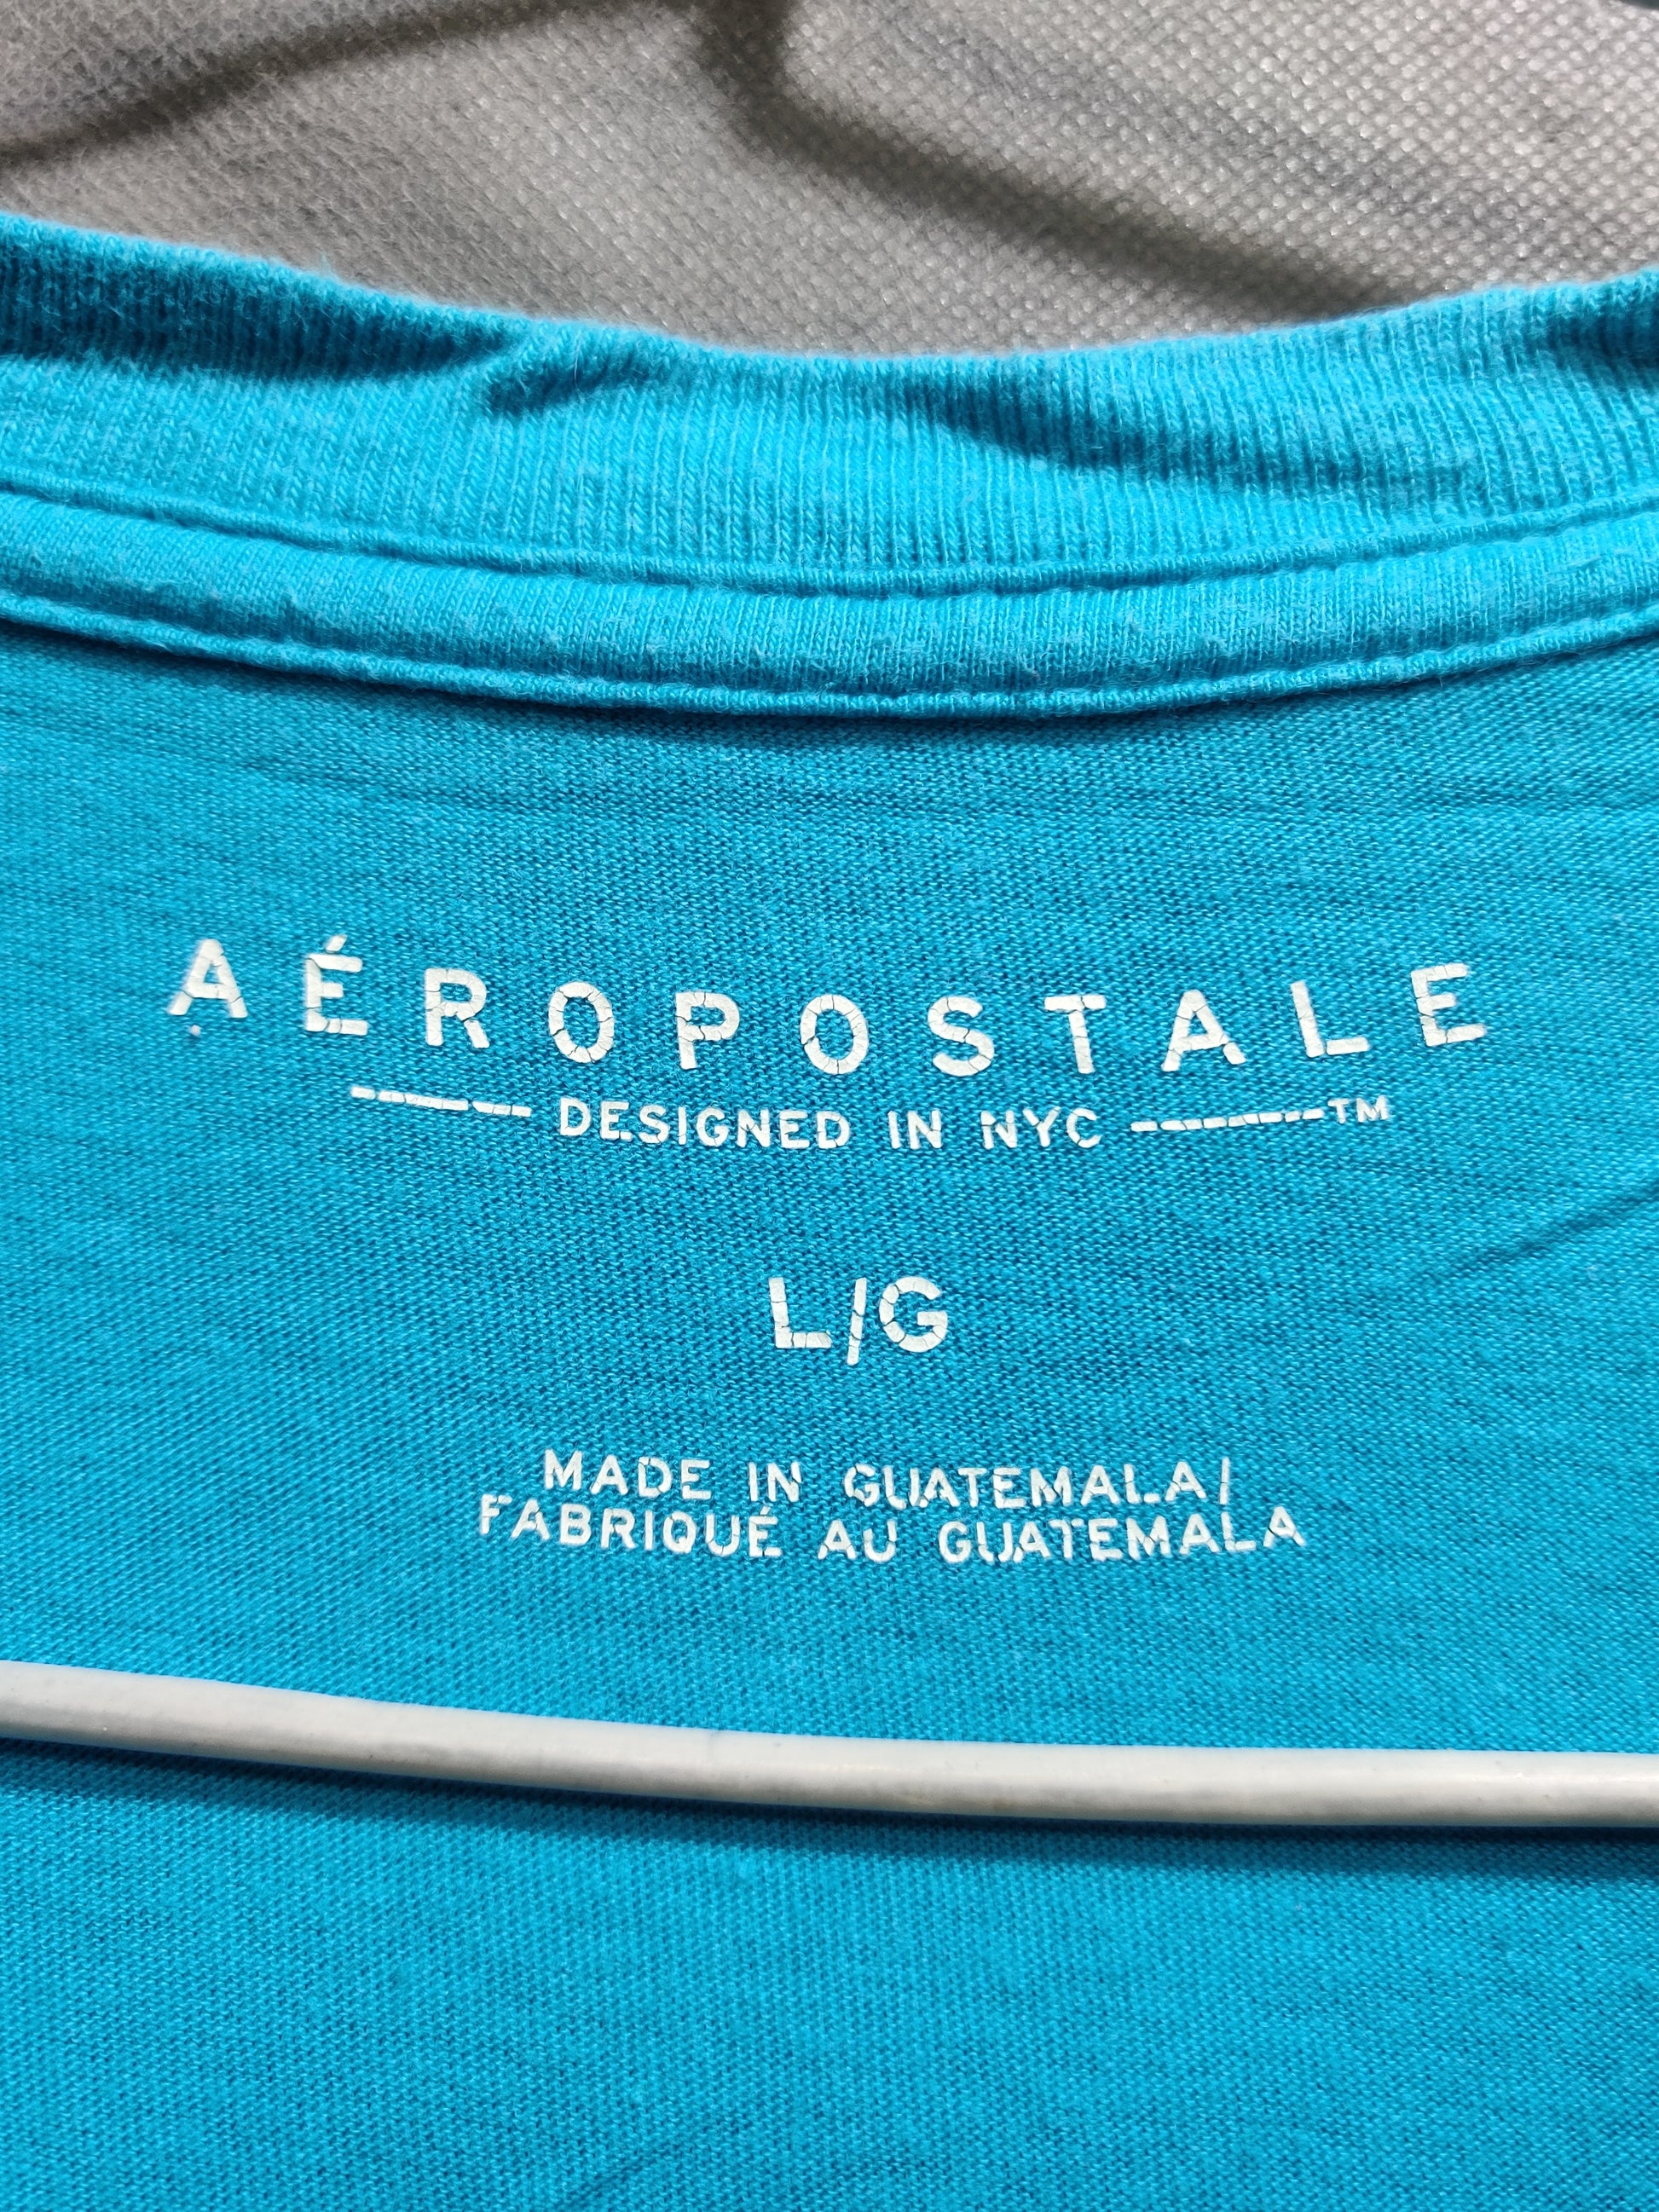 AÉROPOSTALE
DESIGNED IN NYC ™
L/G
MADE IN GUATEMALA/
FABRIQUÉ AU GUATEMALA